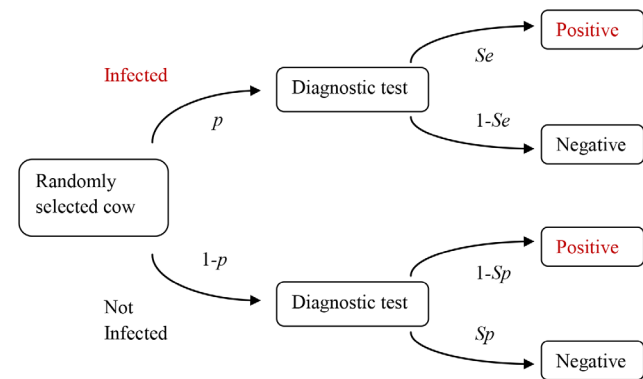 Positive
Se
Infected
Diagnostic test
p
1-Se
Negative
Randomly
selected cow
Positive
1-p
1-Sp
Diagnostic test
Not
Infected
Sp
Negative